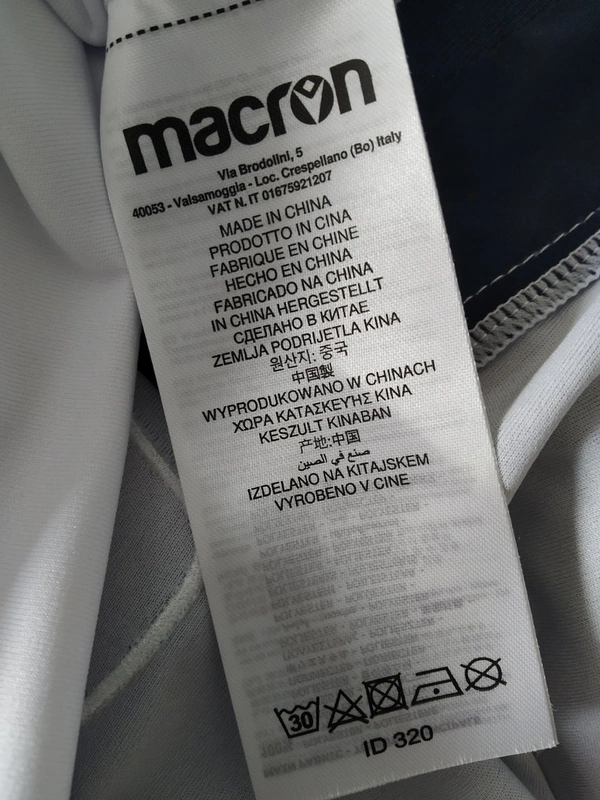 macron
Via Brodolini, 5
40053 - Valsamoggia - Loc. Crespellano (Bo) Italy
VAT N. IT 01675921207
MADE IN CHINA
PRODOTTO IN CINA
FABRIQUE EN CHINE
HECHO EN CHINA
FABRICADO NA CHINA
IN CHINA HERGESTELLT
СДЕЛАНО В КИТАЕ
ZEMLJA PODRIJETLA KINA
원산지: 중국
中国製
WYPRODUKOWANO W CHINACH
ΧΩΡΑ ΚΑΤΑΣΚΕΥΗΣ ΚΙΝΑ
KESZULT KINABAN
产地:中国
صنع في الصين
IZDELANO NA KITAJSKEM
VYROBENO V CINE
30
ID 320